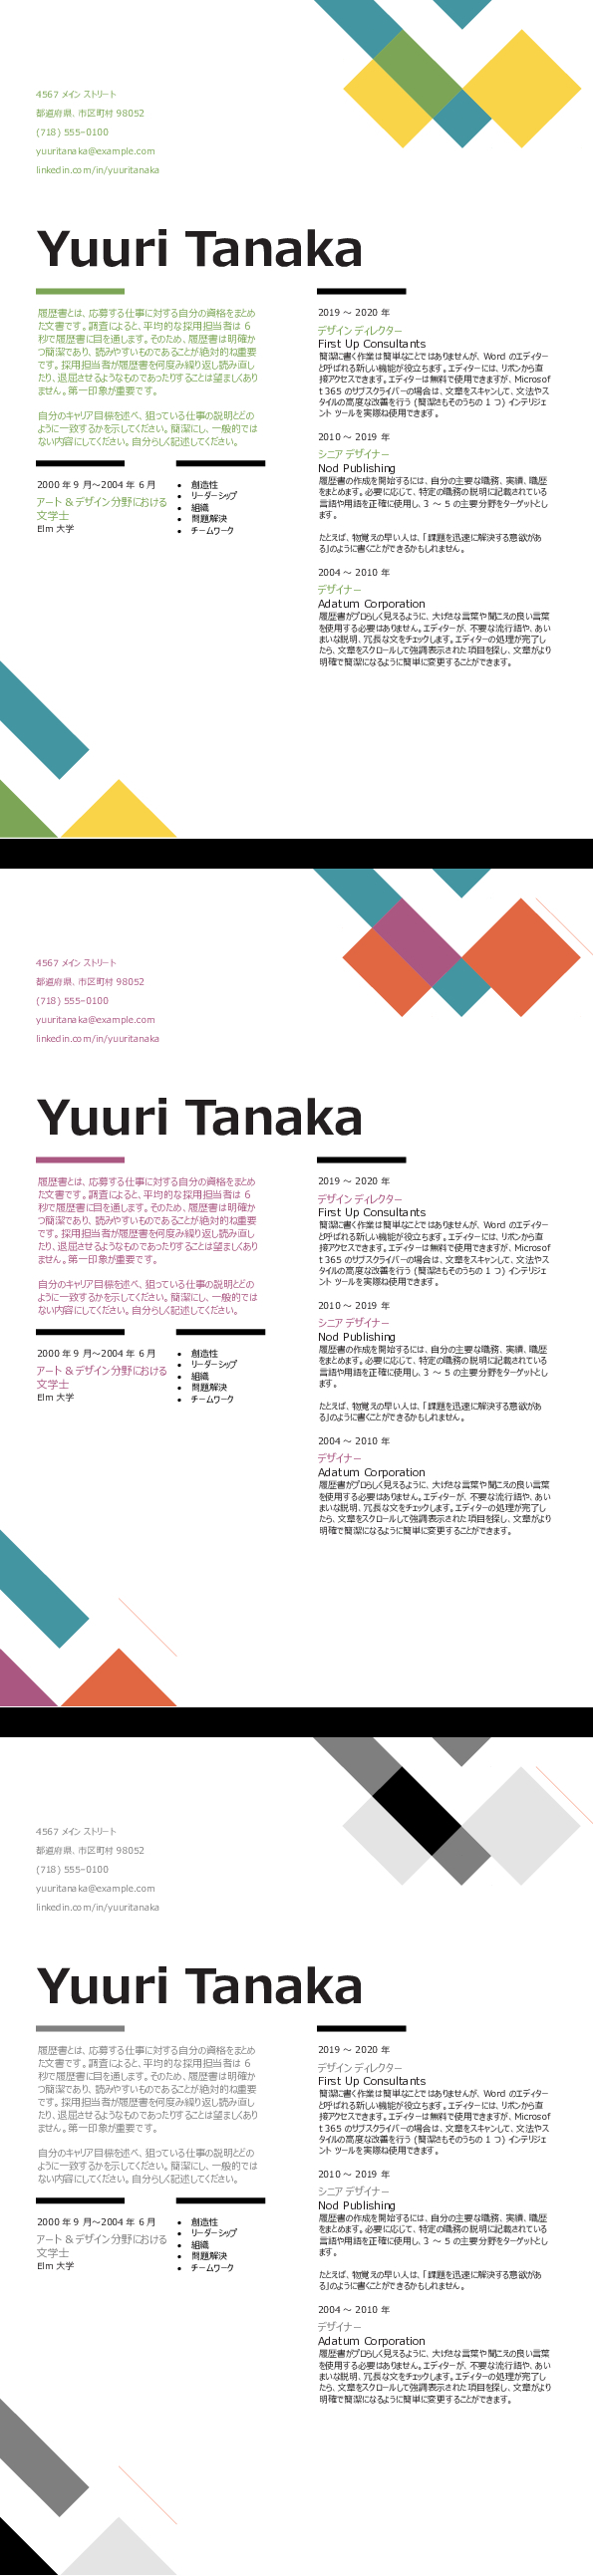 4567 メイン ストリート
都道府県、市区町村 98052
(718) 555-0100
yuuritanaka@example.com
linkedin.com/in/yuuritanaka
Yuuri Tanaka
履歴書とは、応募する仕事に対する自分の資格をまとめ
た文書です。調査によると、平均的な採用担当者は 6
秒で履歴書に目を通します。そのため、履歴書は明確か
つ簡潔であり、読みやすいものであることが絶対的ね重要
です。採用担当者が履歴書を何度み繰り返し読み直し
たり、退屈させるようなものであったりすることは望ましくあり
ません。第一印象が重要です。
自分のキャリア目標を述べ、狙っている仕事の説明とどの
ように一致するかを示してください。簡潔にし、一般的では
ない内容にしてください。自分らしく記述してください。
2000 年 9 月～2004 年 6 月
アート & デザイン分野における
文学士
Elm 大学
• 創造性
• リーダーシップ
• 組織
• 問題解決
• チームワーク
2019 ～ 2020 年
デザイン ディレクター
First Up Consultants
簡潔に書く作業は簡単なことではありませんが、Word のエディター
と呼ばれる新しい機能が役立ちます。エディターには、リボンから直
接アクセスできます。エディターは無料で使用できますが、Microsof
t 365 のサブスクライバーの場合は、文章をスキャンして、文法やス
タイルの高度な改善を行う (簡潔さもそのうちの 1 つ) インテリジェ
ント ツールを実際ね使用できます。
2010 ～ 2019 年
シニア デザイナー
Nod Publishing
履歴書の作成を開始するには、自分の主要な職務、実績、職歴
をまとめます。必要に応じて、特定の職務の説明に記載されている
言語や用語を正確に使用し、3 ～ 5 の主要分野をターゲットとし
ます。
たとえば、物覚えの早い人は、「課題を迅速に解決する意欲があ
る」のように書くことができるかもしれません。
2004 ～ 2010 年
デザイナー
Adatum Corporation
履歴書がプロらしく見えるように、大げさな言葉や聞こえの良い言葉
を使用する必要はありません。エディターが、不要な流行語や、あい
まいな説明、冗長な文をチェックします。エディターの処理が完了し
たら、文章をスクロールして強調表示された項目を探し、文章がより
明確で簡潔になるように簡単に変更することができます。
4567 メイン ストリート
都道府県、市区町村 98052
(718) 555-0100
yuuritanaka@example.com
linkedin.com/in/yuuritanaka
Yuuri Tanaka
履歴書とは、応募する仕事に対する自分の資格をまとめ
た文書です。調査によると、平均的な採用担当者は 6
秒で履歴書に目を通します。そのため、履歴書は明確か
つ簡潔であり、読みやすいものであることが絶対的ね重要
です。採用担当者が履歴書を何度み繰り返し読み直し
たり、退屈させるようなものであったりすることは望ましくあり
ません。第一印象が重要です。
自分のキャリア目標を述べ、狙っている仕事の説明とどの
ように一致するかを示してください。簡潔にし、一般的では
ない内容にしてください。自分らしく記述してください。
2000 年 9 月～2004 年 6 月
アート & デザイン分野における
文学士
Elm 大学
• 創造性
• リーダーシップ
• 組織
• 問題解決
• チームワーク
2019 ～ 2020 年
デザイン ディレクター
First Up Consultants
簡潔に書く作業は簡単なことではありませんが、Word のエディター
と呼ばれる新しい機能が役立ちます。エディターには、リボンから直
接アクセスできます。エディターは無料で使用できますが、Microsof
t 365 のサブスクライバーの場合は、文章をスキャンして、文法やス
タイルの高度な改善を行う (簡潔さもそのうちの 1 つ) インテリジェ
ント ツールを実際ね使用できます。
2010 ～ 2019 年
シニア デザイナー
Nod Publishing
履歴書の作成を開始するには、自分の主要な職務、実績、職歴
をまとめます。必要に応じて、特定の職務の説明に記載されている
言語や用語を正確に使用し、3 ～ 5 の主要分野をターゲットとし
ます。
たとえば、物覚えの早い人は、「課題を迅速に解決する意欲があ
る」のように書くことができるかもしれません。
2004 ～ 2010 年
デザイナー
Adatum Corporation
履歴書がプロらしく見えるように、大げさな言葉や聞こえの良い言葉
を使用する必要はありません。エディターが、不要な流行語や、あい
まいな説明、冗長な文をチェックします。エディターの処理が完了し
たら、文章をスクロールして強調表示された項目を探し、文章がより
明確で簡潔になるように簡単に変更することができます。
4567 メイン ストリート
都道府県、市区町村 98052
(718) 555-0100
yuuritanaka@example.com
linkedin.com/in/yuuritanaka
Yuuri Tanaka
履歴書とは、応募する仕事に対する自分の資格をまとめ
た文書です。調査によると、平均的な採用担当者は 6
秒で履歴書に目を通します。そのため、履歴書は明確か
つ簡潔であり、読みやすいものであることが絶対的ね重要
です。採用担当者が履歴書を何度み繰り返し読み直し
たり、退屈させるようなものであったりすることは望ましくあり
ません。第一印象が重要です。
自分のキャリア目標を述べ、狙っている仕事の説明とどの
ように一致するかを示してください。簡潔にし、一般的では
ない内容にしてください。自分らしく記述してください。
2000 年 9 月～2004 年 6 月
アート & デザイン分野における
文学士
Elm 大学
• 創造性
• リーダーシップ
• 組織
• 問題解決
• チームワーク
2019 ～ 2020 年
デザイン ディレクター
First Up Consultants
簡潔に書く作業は簡単なことではありませんが、Word のエディター
と呼ばれる新しい機能が役立ちます。エディターには、リボンから直
接アクセスできます。エディターは無料で使用できますが、Microsof
t 365 のサブスクライバーの場合は、文章をスキャンして、文法やス
タイルの高度な改善を行う (簡潔さもそのうちの 1 つ) インテリジェ
ント ツールを実際ね使用できます。
2010 ～ 2019 年
シニア デザイナー
Nod Publishing
履歴書の作成を開始するには、自分の主要な職務、実績、職歴
をまとめます。必要に応じて、特定の職務の説明に記載されている
言語や用語を正確に使用し、3 ～ 5 の主要分野をターゲットとし
ます。
たとえば、物覚えの早い人は、「課題を迅速に解決する意欲があ
る」のように書くことができるかもしれません。
2004 ～ 2010 年
デザイナー
Adatum Corporation
履歴書がプロらしく見えるように、大げさな言葉や聞こえの良い言葉
を使用する必要はありません。エディターが、不要な流行語や、あい
まいな説明、冗長な文をチェックします。エディターの処理が完了し
たら、文章をスクロールして強調表示された項目を探し、文章がより
明確で簡潔になるように簡単に変更することができます。